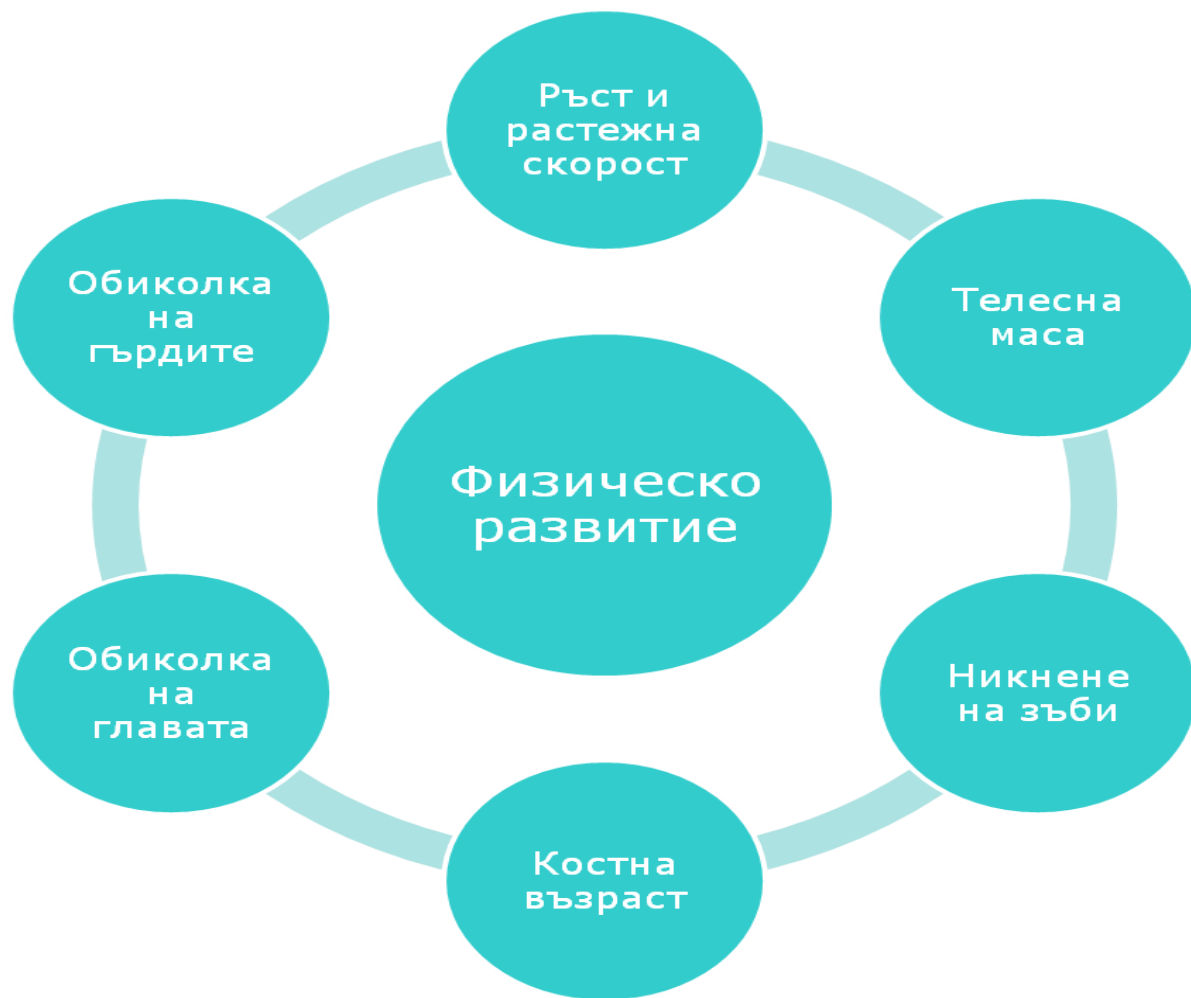 Ръст и
растежна
скорост
Телесна
маса
Никнене
на зъби
Костна
възраст
Обиколка
на
главата
Обиколка
на
гърдите
Физическо
развитие